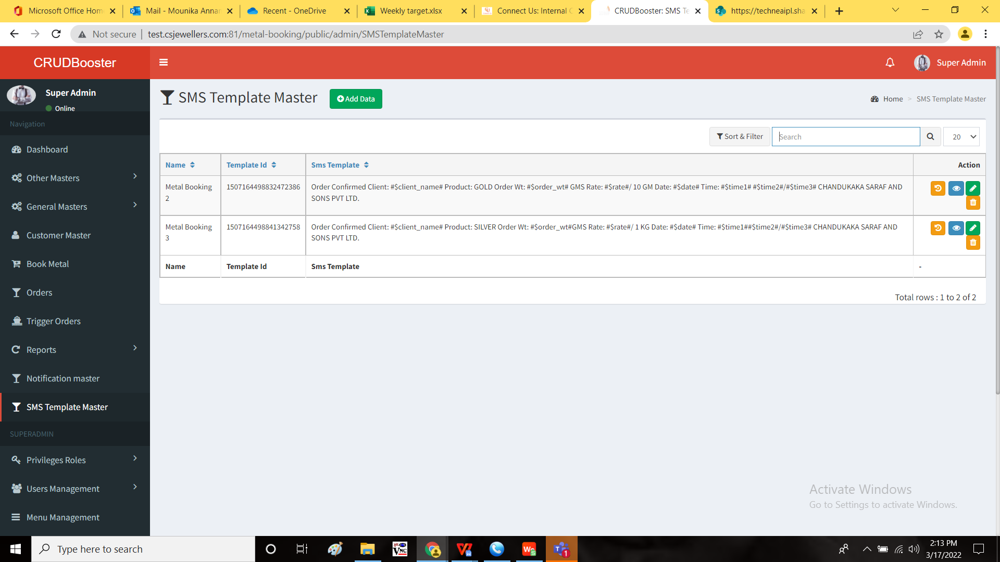 Microsoft Office Hom
Mail - Mounika Annar
Recent - OneDrive
Weekly target.xlsx
Connect Us: Internal C
CRUDBooster: SMS Te
https://techneaipl.sha
Not secure
test.csjewellers.com:81/metal-booking/public/admin/SMSTemplateMaster
CRUDBooster
Super Admin
Super Admin
Online
Navigation
Dashboard
Other Masters
General Masters
Customer Master
Book Metal
Orders
Trigger Orders
Reports
Notification master
SMS Template Master
SUPERADMIN
Privileges Roles
Users Management
Menu Management
SMS Template Master
Add Data
Home > SMS Template Master
Sort & Filter
Search
20
Name Template Id Sms Template Action
Metal Booking 2
1507164498832472386
Order Confirmed Client: #$client_name# Product: GOLD Order Wt: #$order_wt# GMS Rate: #$rate#/ 10 GM Date: #$date# Time: #$time1# #$time2#/#$time3# CHANDUKAKA SARAF AND
SONS PVT LTD.
Metal Booking 3
1507164498841342758
Order Confirmed Client: #$client_name# Product: SILVER Order Wt: #$order_wt#GMS Rate: #$rate#/ 1 KG Date: #$date# Time: #$time1##$time2#/#$time3# CHANDUKAKA SARAF AND
SONS PVT LTD.
Name Template Id Sms Template -
Total rows : 1 to 2 of 2
Activate Windows
Go to Settings to activate Windows.
Type here to search
2:13 PM
3/17/2022